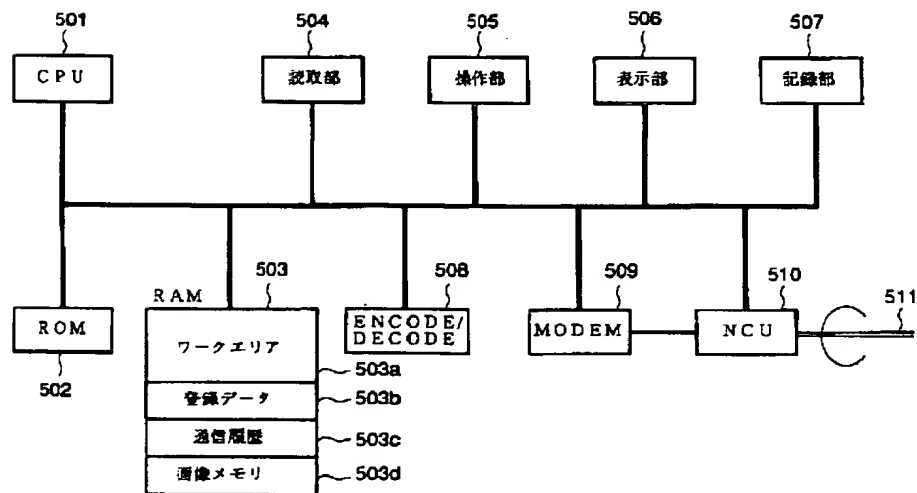 501
504
505
506
507
CPU
読取部
操作部
表示部
記録部
RAM
503
508
509
510
511
ROM
ワークエリア
ENCODE/
DECODE
MODEM
NCU
502
503a
登録データ
503b
通信履歴
503c
画像メモリ
503d